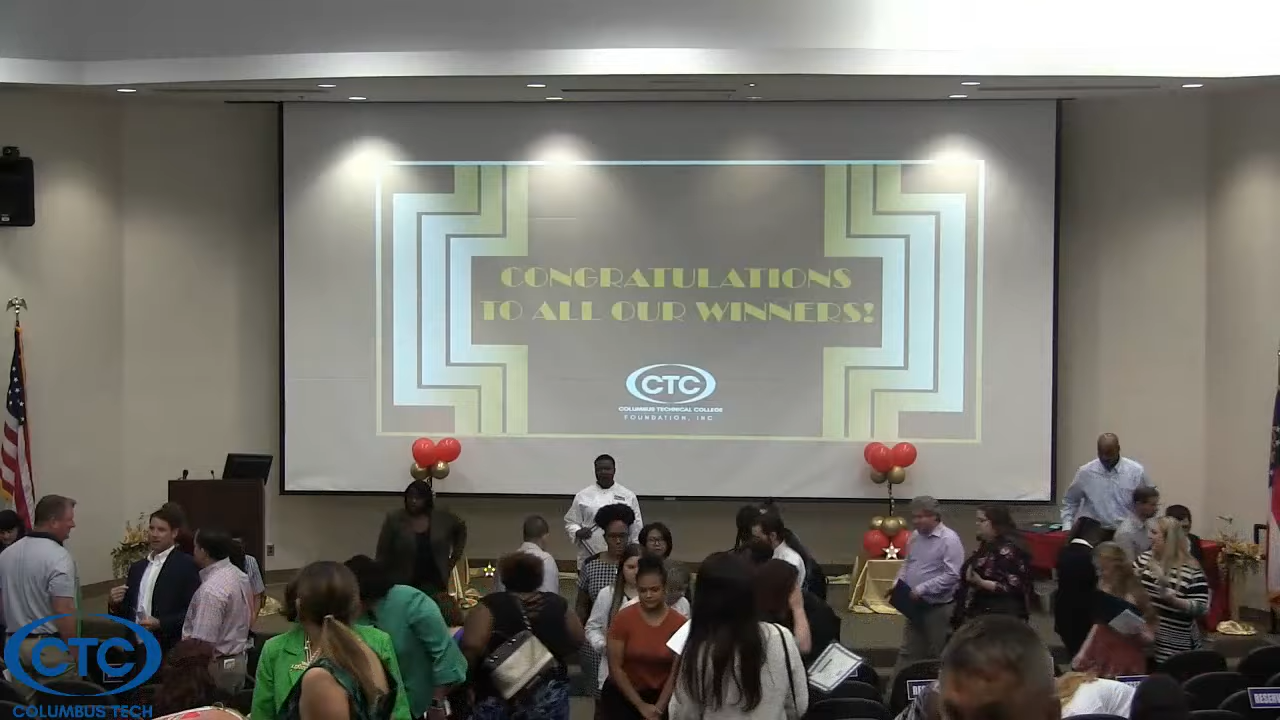 CONGRATULATIONS
TO ALL OUR WINNERS!
CTC
COLUMBUS TECHNICAL COLLEGE
FOUNDATION, INC
CTC
COLUMBUS TECH